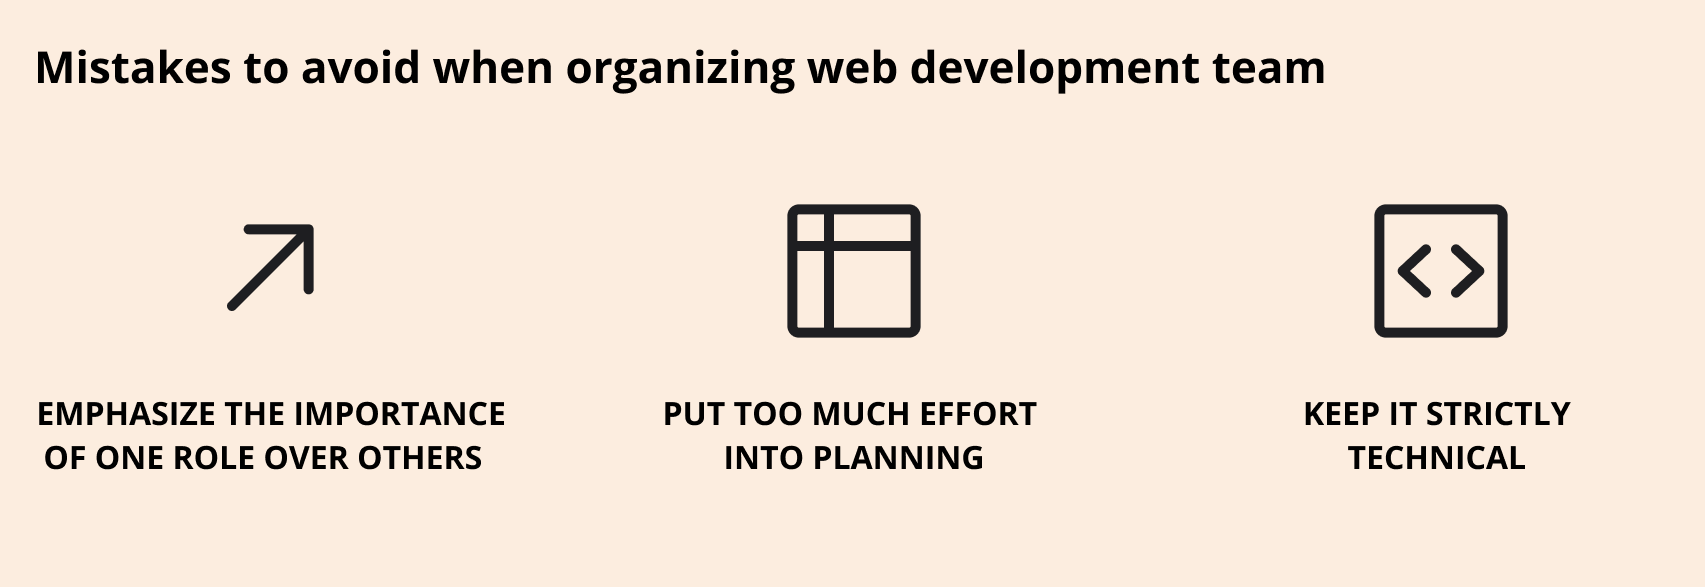 Mistakes to avoid when organizing web development team
EMPHASIZE THE IMPORTANCE
OF ONE ROLE OVER OTHERS
PUT TOO MUCH EFFORT
INTO PLANNING
KEEP IT STRICTLY
TECHNICAL